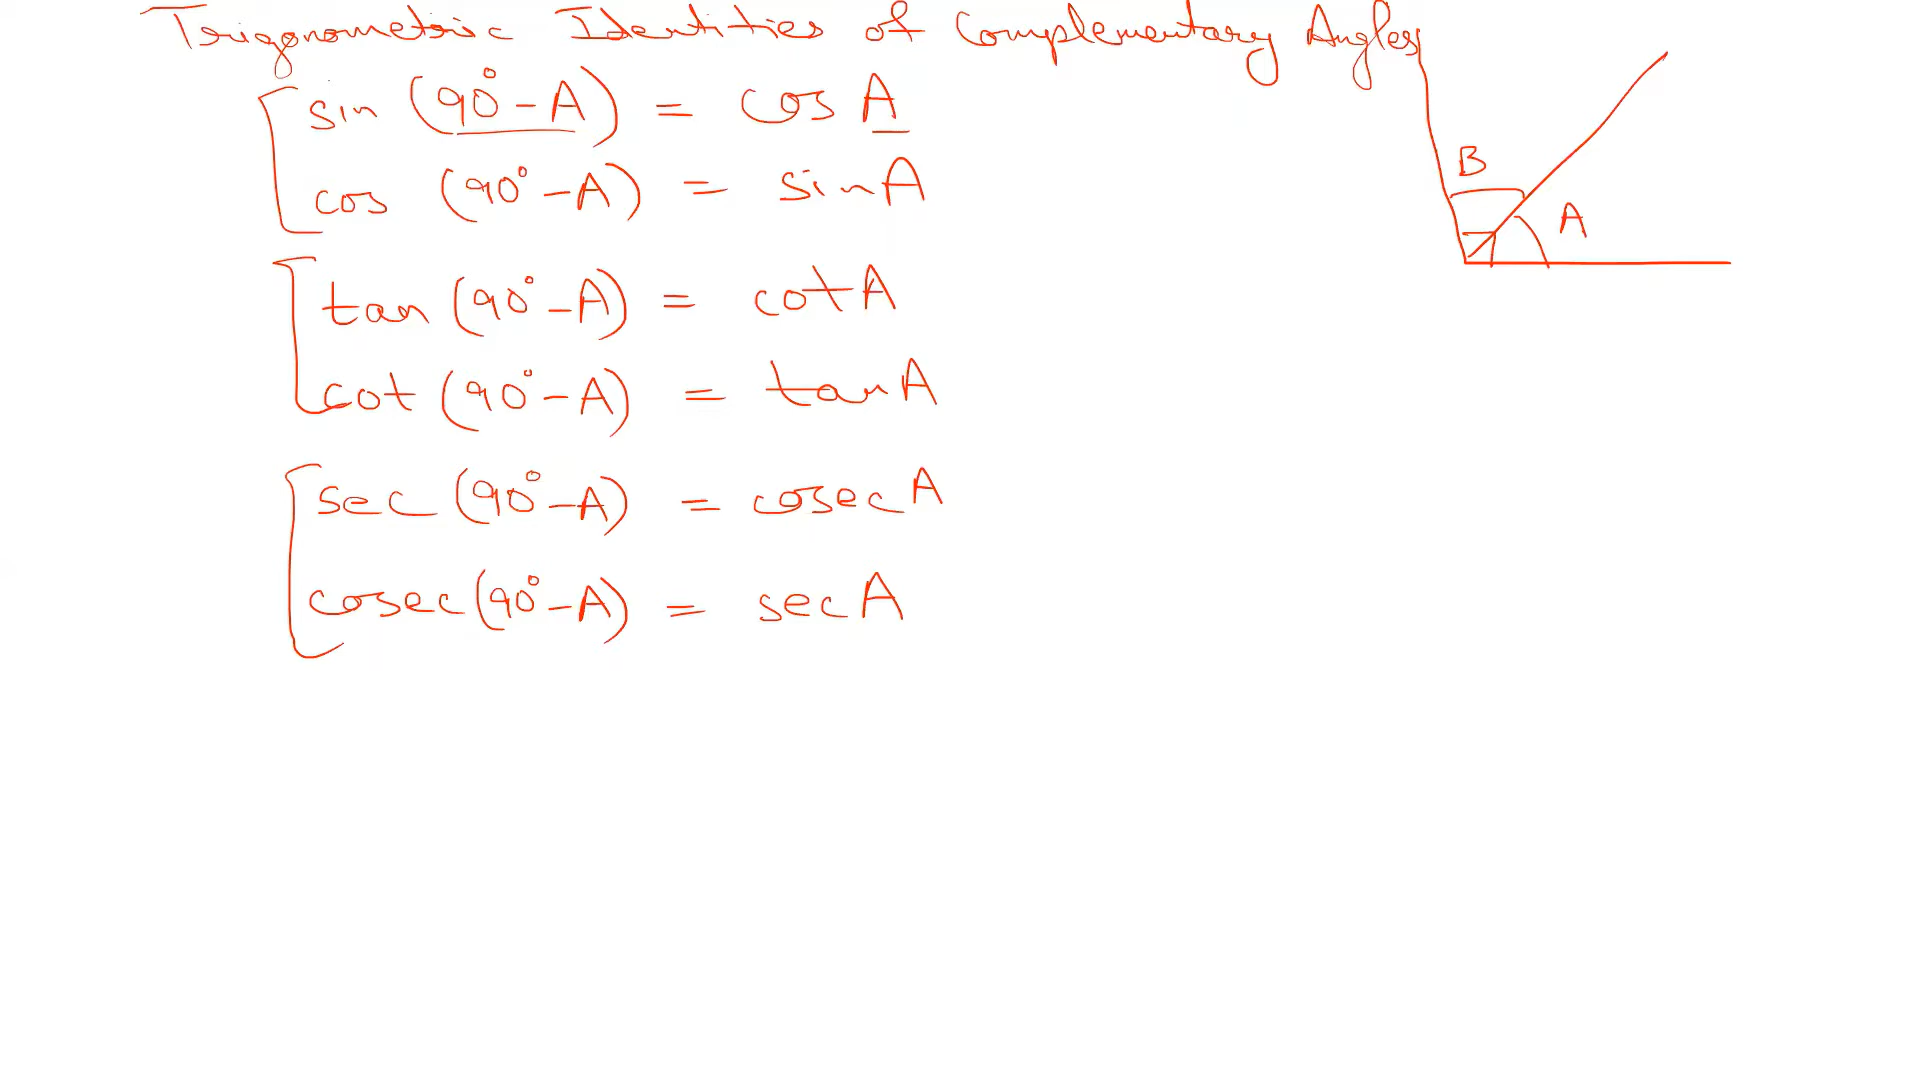 Trigonometric Identities of Complementary Angles
sin (90° - A) = cos A
cos (90° - A) = sin A
tan (90° - A) = cot A
cot (90° - A) = tan A
sec (90° - A) = cosec A
cosec (90° - A) = sec A
B
A